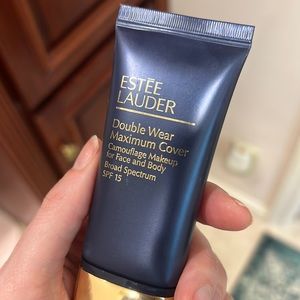 ESTĒE
LAUDER
Double Wear
Maximum Cover
Camouflage Makeup
for Face and Body
Broad Spectrum
SPF 15